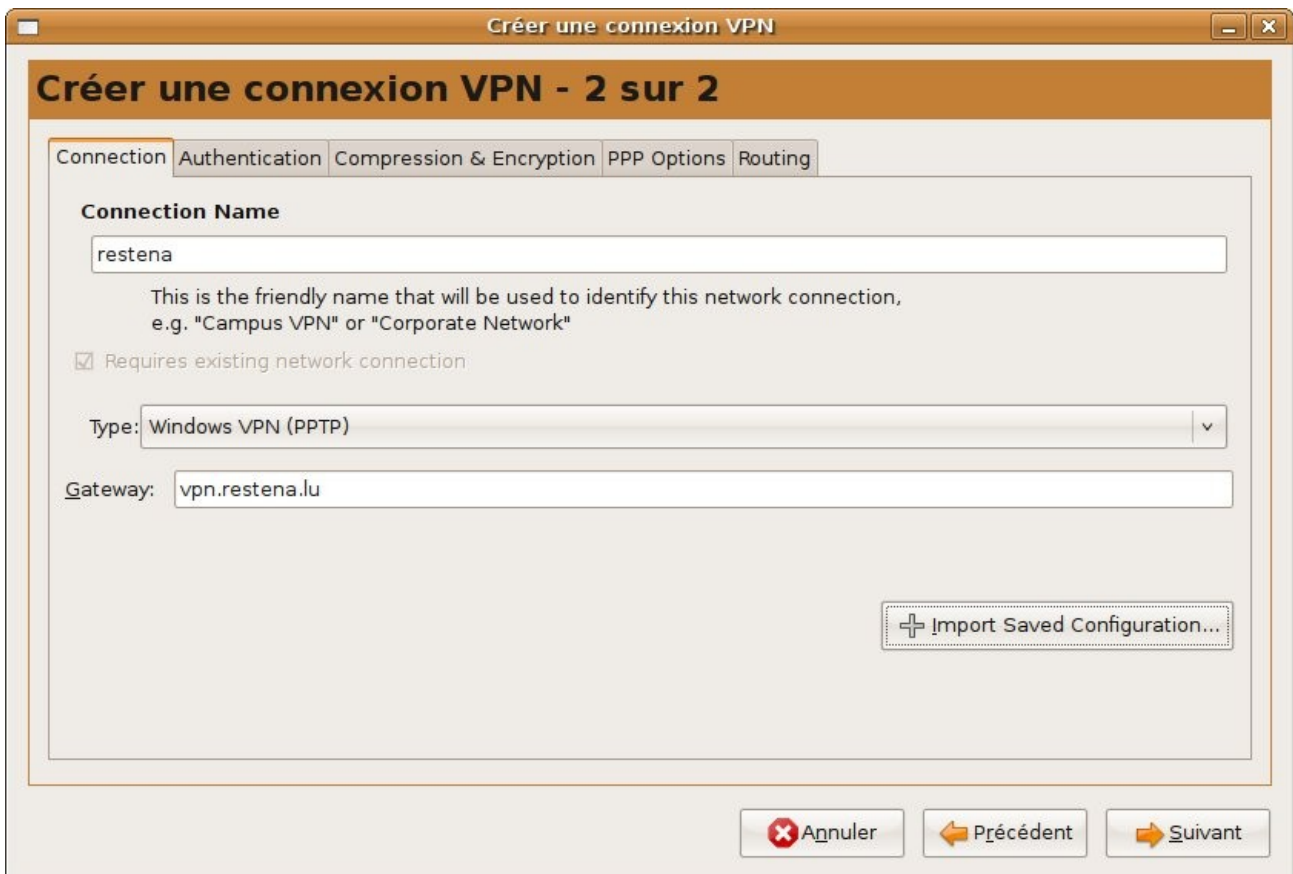 Créer une connexion VPN
Créer une connexion VPN - 2 sur 2
Connection Authentication Compression & Encryption PPP Options Routing
Connection Name
restena
This is the friendly name that will be used to identify this network connection,
e.g. "Campus VPN" or "Corporate Network"
Requires existing network connection
Type: Windows VPN (PPTP)
Gateway: vpn.restena.lu
Import Saved Configuration...
Annuler Précédent Suivant